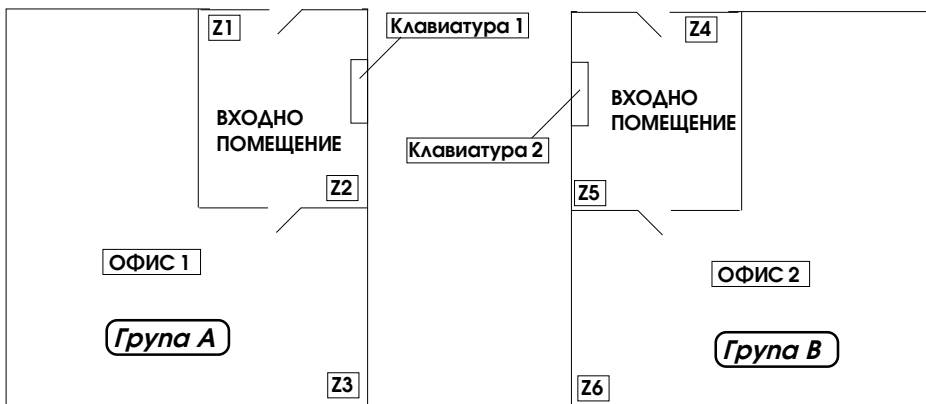 Z1
Клавиатура 1
Z4
ВХОДНО
ПОМЕЩЕНИЕ
ВХОДНО
ПОМЕЩЕНИЕ
Клавиатура 2
Z2
Z5
ОФИС 1
ОФИС 2
Група А
Група В
Z3
Z6